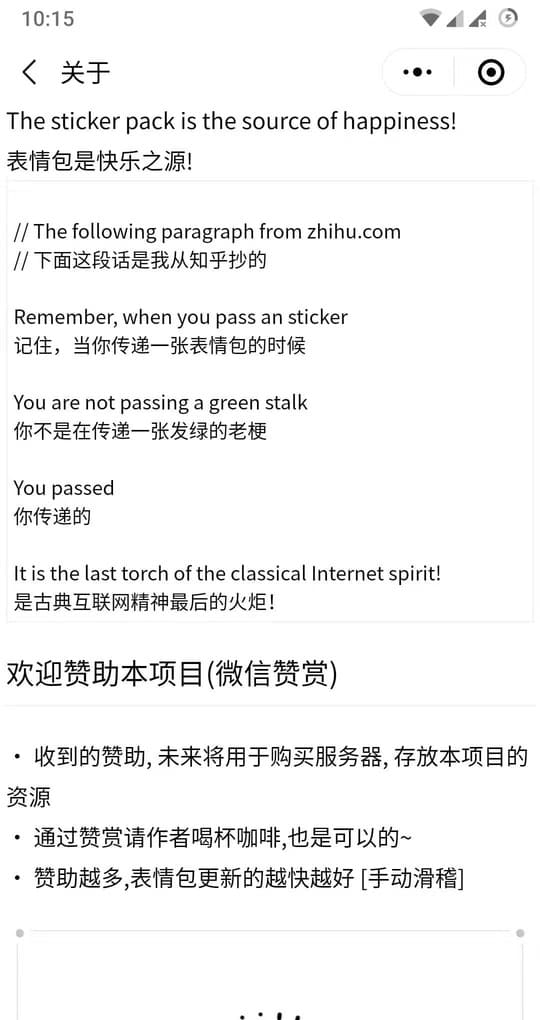 10:15
关于
The sticker pack is the source of happiness!
表情包是快乐之源!
// The following paragraph from zhihu.com
// 下面这段话是我从知乎抄的
Remember, when you pass an sticker
记住，当你传递一张表情包的时候
You are not passing a green stalk
你不是在传递一张发绿的老梗
You passed
你传递的
It is the last torch of the classical Internet spirit!
是古典互联网精神最后的火炬！
欢迎赞助本项目(微信赞赏)
• 收到的赞助, 未来将用于购买服务器, 存放本项目的
资源
• 通过赞赏请作者喝杯咖啡,也是可以的~
• 赞助越多,表情包更新的越快越好 [手动滑稽]